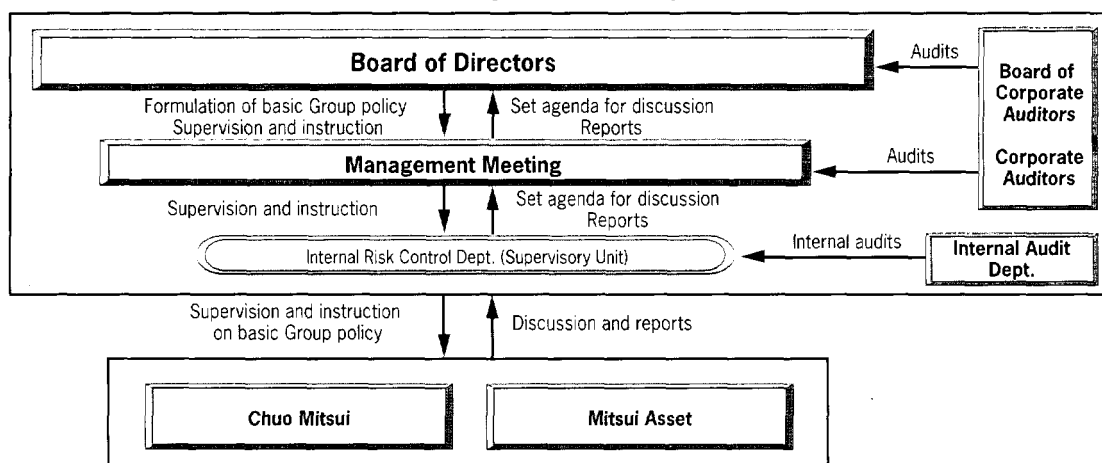 Board of Directors
Audits
Board of
Corporate
Auditors
Formulation of basic Group policy
Supervision and instruction
Set agenda for discussion
Reports
Management Meeting
Audits
Corporate
Auditors
Supervision and instruction
Set agenda for discussion
Reports
Internal Risk Control Dept. (Supervisory Unit)
Internal audits
Internal Audit
Dept.
Supervision and instruction
on basic Group policy
Discussion and reports
Chuo Mitsui
Mitsui Asset